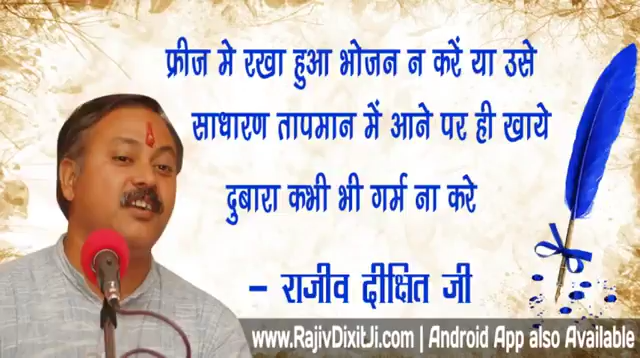 फ्रीज मे रखा हुआ भोजन न करें या उसे
साधारण तापमान में आने पर ही खाये
दुबारा कभी भी गर्म ना करे
– राजीव दीक्षित जी
www.RajivDixitJi.com | Android App also Available